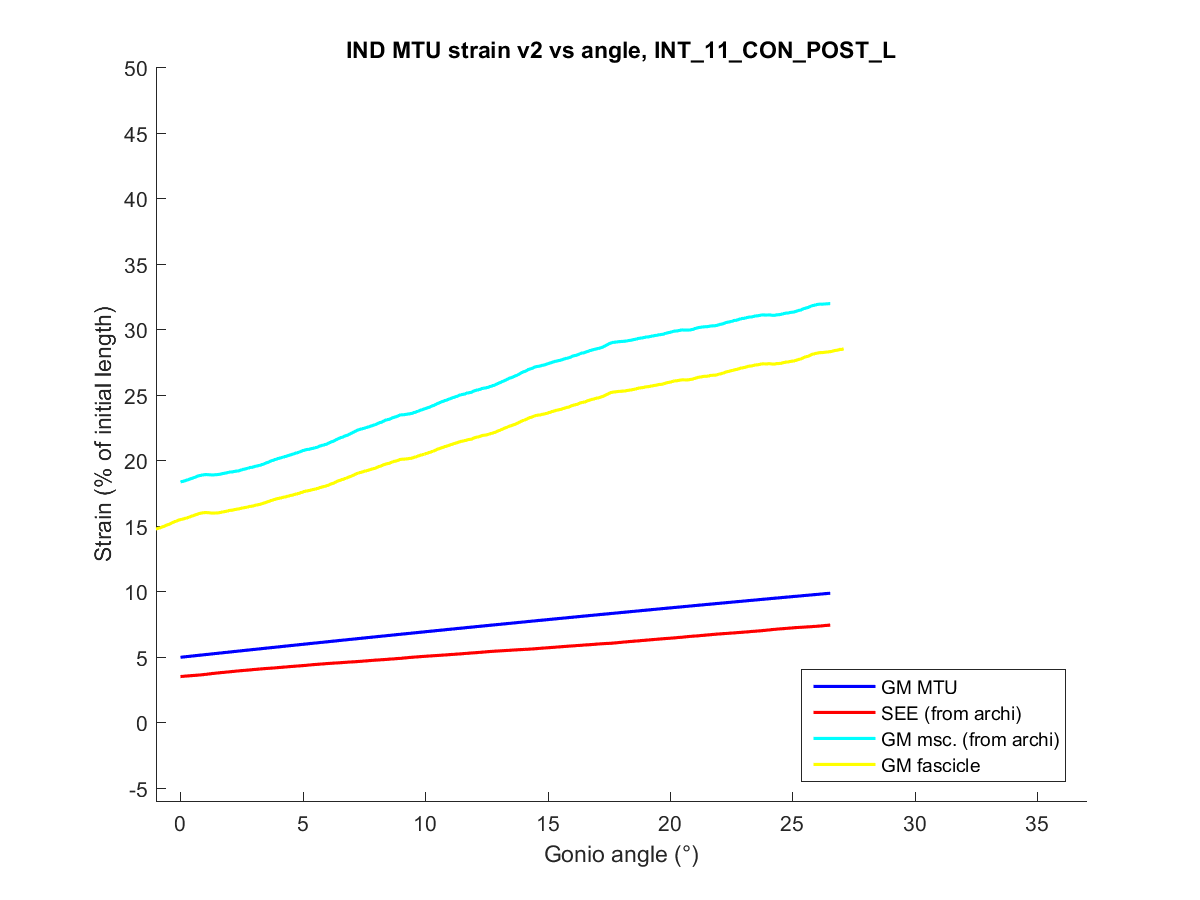 IND MTU strain v2 vs angle, INT_11_CON_POST_L
50
45
40
35
30
25
20
15
10
5
0
-5
Strain (% of initial length)
0 5 10 15 20 25 30 35
Gonio angle (°)
GM MTU
SEE (from archi)
GM msc. (from archi)
GM fascicle